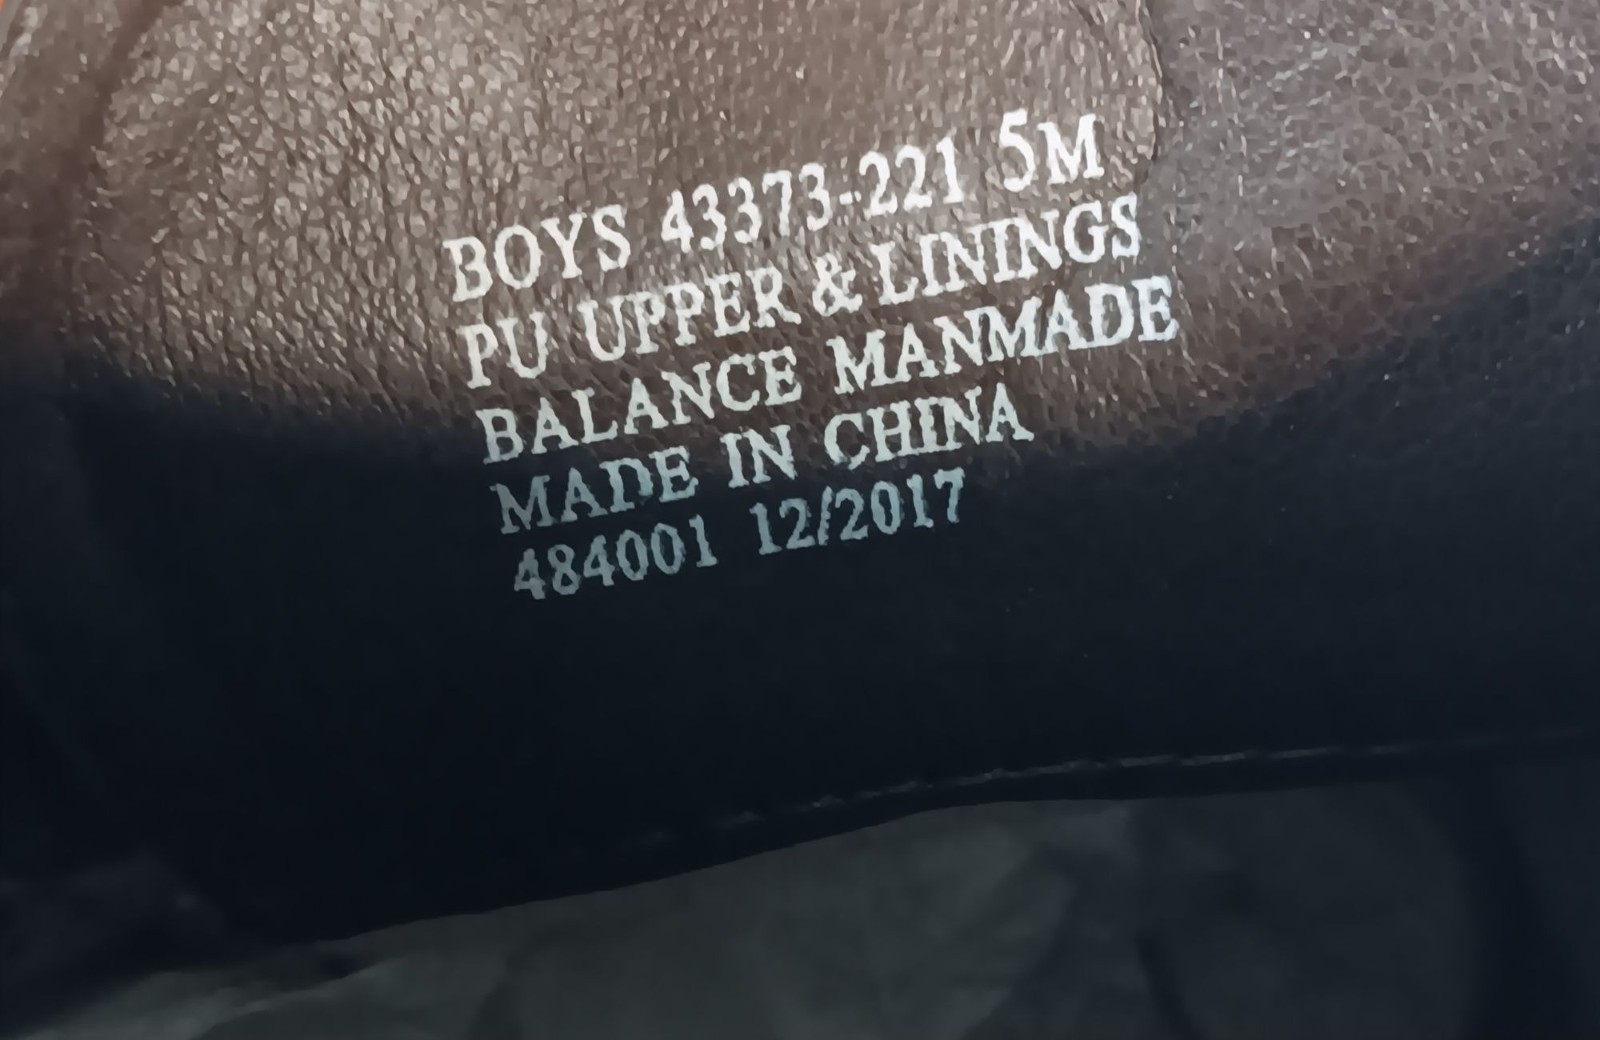 BOYS 43373-221 5M
PU UPPER & LININGS
BALANCE MANMADE
MADE IN CHINA
484001 12/2017